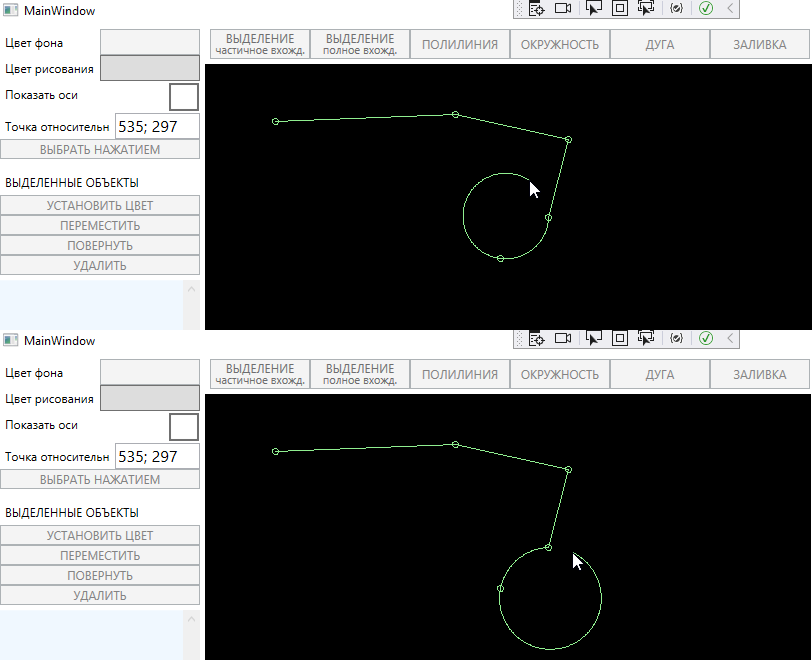 MainWindow
Цвет фона
Цвет рисования
Показать оси
Точка относительн
535; 297
ВЫБРАТЬ НАЖАТИЕМ
ВЫДЕЛЕННЫЕ ОБЪЕКТЫ
УСТАНОВИТЬ ЦВЕТ
ПЕРЕМЕСТИТЬ
ПОВЕРНУТЬ
УДАЛИТЬ
ВЫДЕЛЕНИЕ
частичное вхожд.
ВЫДЕЛЕНИЕ
полное вхожд.
ПОЛИЛИНИЯ
ОКРУЖНОСТЬ
ДУГА
ЗАЛИВКА
MainWindow
Цвет фона
Цвет рисования
Показать оси
Точка относительн
535; 297
ВЫБРАТЬ НАЖАТИЕМ
ВЫДЕЛЕННЫЕ ОБЪЕКТЫ
УСТАНОВИТЬ ЦВЕТ
ПЕРЕМЕСТИТЬ
ПОВЕРНУТЬ
УДАЛИТЬ
ВЫДЕЛЕНИЕ
частичное вхожд.
ВЫДЕЛЕНИЕ
полное вхожд.
ПОЛИЛИНИЯ
ОКРУЖНОСТЬ
ДУГА
ЗАЛИВКА